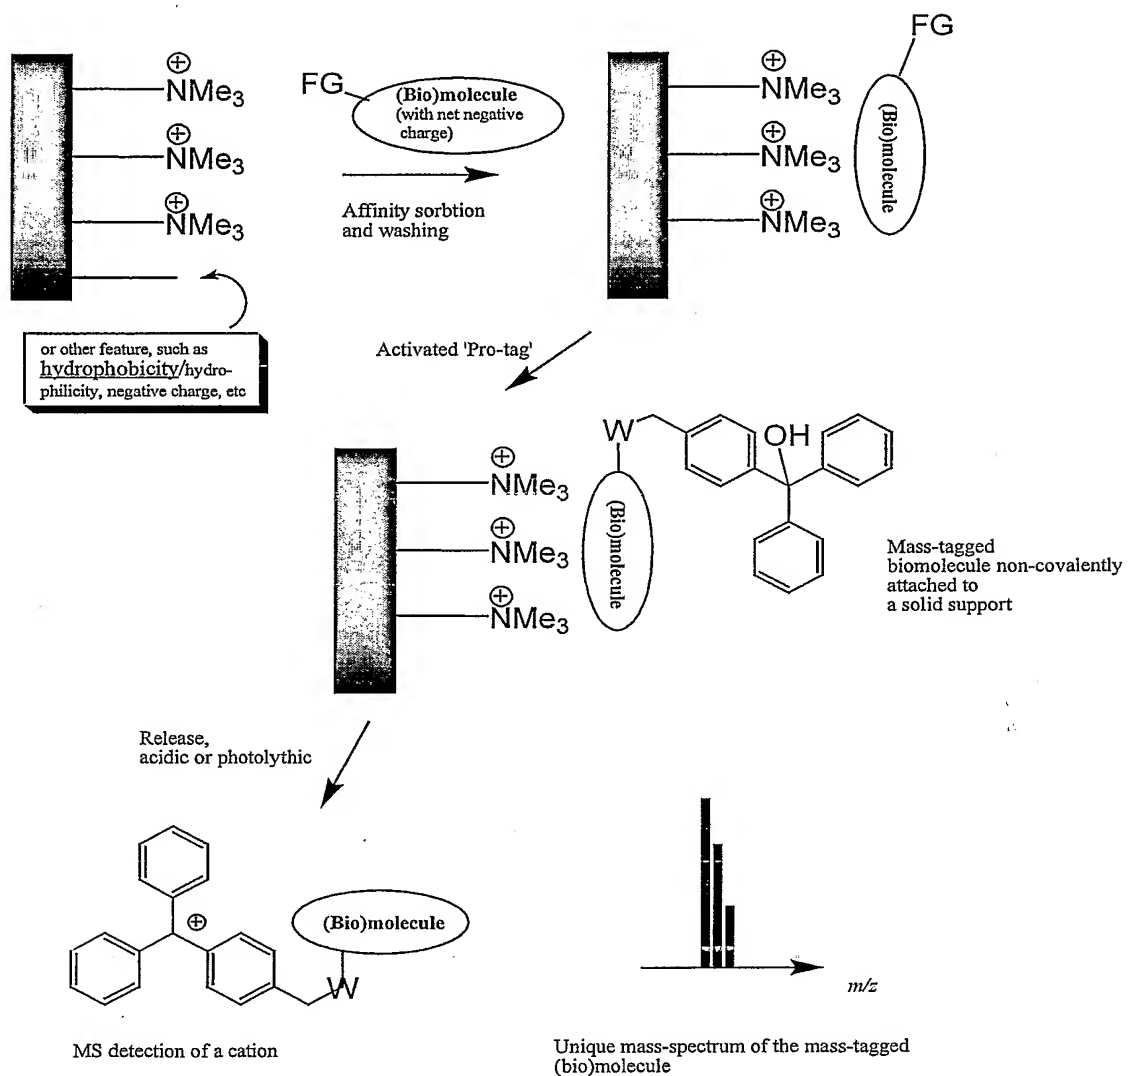 FG
⊕
NMe3
⊕
NMe3
⊕
NMe3
FG
(Bio)molecule
(with net negative
charge)
Affinity sorbtion
and washing
⊕
NMe3
⊕
NMe3
⊕
NMe3
(Bio)molecule
or other feature, such as
hydrophobicity/hydro-
philicity, negative charge, etc
Activated 'Pro-tag'
W
OH
⊕
NMe3
⊕
NMe3
⊕
NMe3
(Bio)molecule
Mass-tagged
biomolecule non-covalently
attached to
a solid support
Release,
acidic or photolythic
⊕
(Bio)molecule
W
MS detection of a cation
m/z
Unique mass-spectrum of the mass-tagged
(bio)molecule